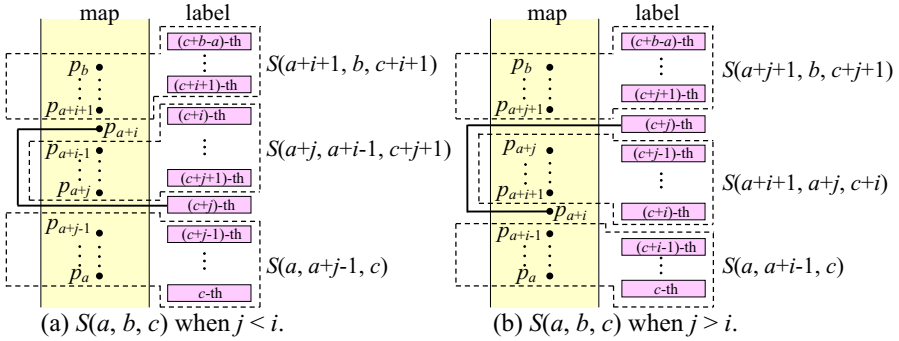 map label
(c+b-a)-th
p_b
S(a+i+1, b, c+i+1)
(c+i+1)-th
p_{a+i+1}
(c+i)-th
p_{a+i}
p_{a+i-1}
S(a+j, a+i-1, c+j+1)
(c+j+1)-th
p_{a+j}
(c+j)-th
p_{a+j-1}
(c+j-1)-th
S(a, a+j-1, c)
p_a
c-th
(a) S(a, b, c) when j < i.
map label
(c+b-a)-th
p_b
S(a+j+1, b, c+j+1)
(c+j+1)-th
p_{a+j+1}
(c+j)-th
p_{a+j}
(c+j-1)-th
S(a+i+1, a+j, c+i)
p_{a+i+1}
(c+i)-th
p_{a+i}
p_{a+i-1}
(c+i-1)-th
S(a, a+i-1, c)
p_a
c-th
(b) S(a, b, c) when j > i.